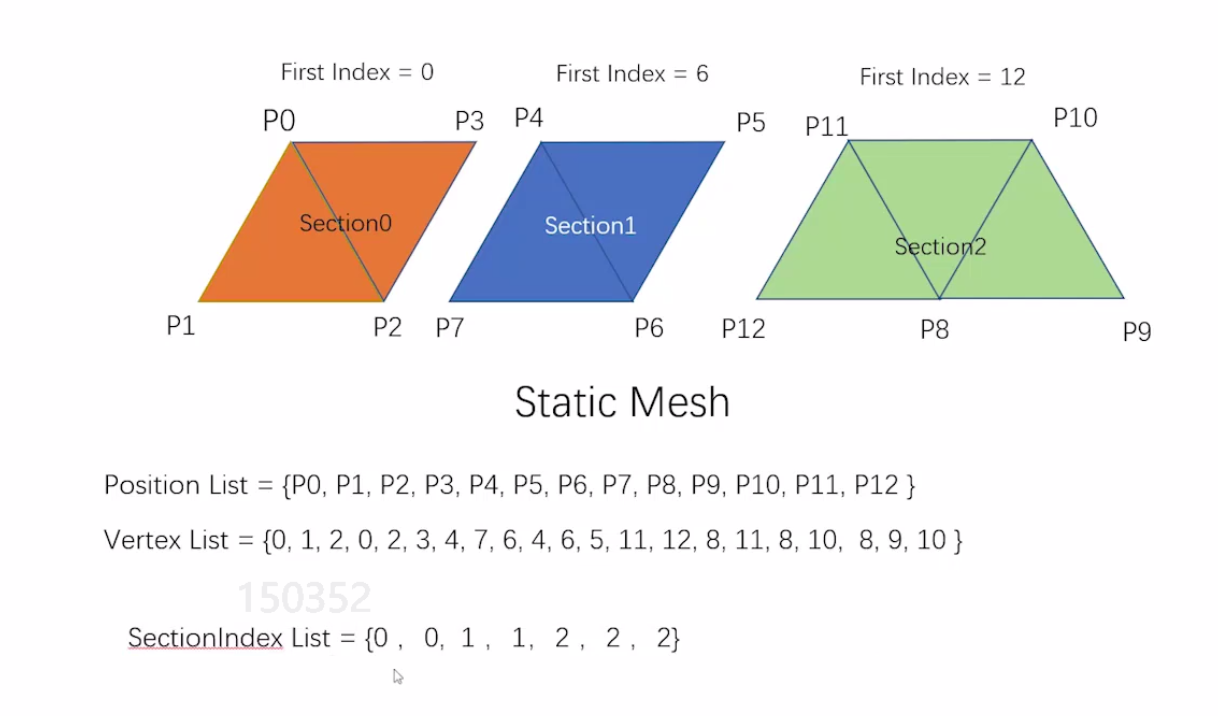 First Index = 0
First Index = 6
First Index = 12
P0
P3
P4
P5
P11
P10
Section0
Section1
Section2
P1
P2
P7
P6
P12
P8
P9
Static Mesh
Position List = {P0, P1, P2, P3, P4, P5, P6, P7, P8, P9, P10, P11, P12 }
Vertex List = {0, 1, 2, 0, 2, 3, 4, 7, 6, 4, 6, 5, 11, 12, 8, 11, 8, 10,  8, 9, 10 }
150352
SectionIndex List = {0 ,  0, 1 ,  1,  2 ,  2 ,  2}